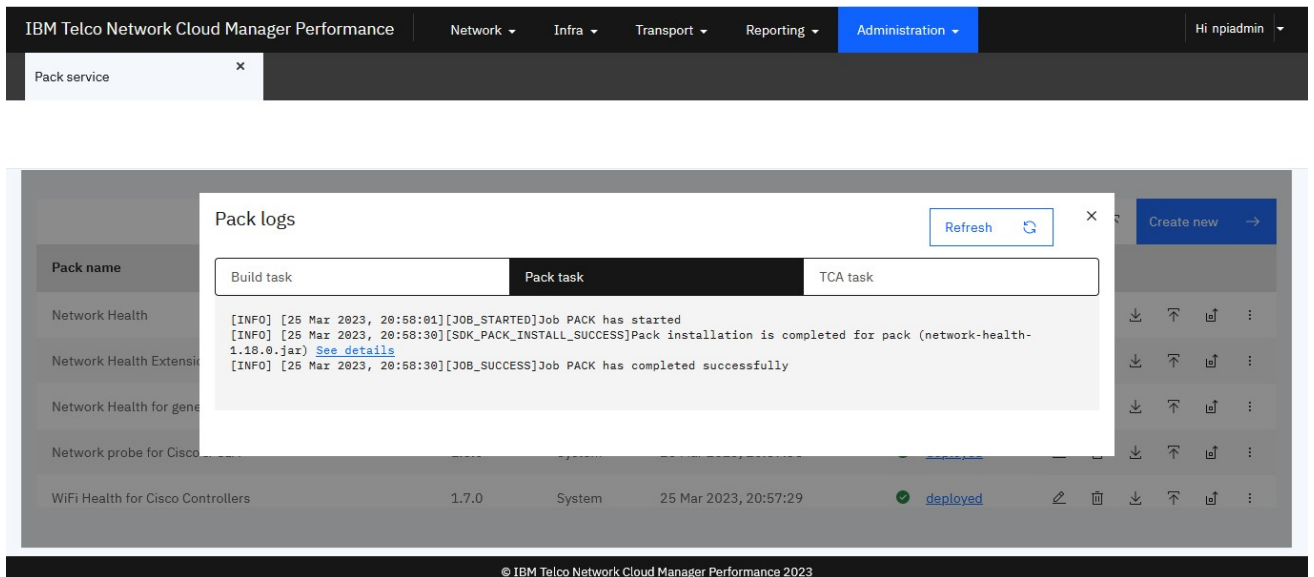 IBM Telco Network Cloud Manager Performance Network Infra Transport Reporting Administration Hi npiadmin
Pack service ×
Pack logs Refresh × Create new →
Pack name
Build task Pack task TCA task
Network Health
[INFO] [25 Mar 2023, 20:58:01][JOB_STARTED]Job PACK has started
[INFO] [25 Mar 2023, 20:58:30][SDK_PACK_INSTALL_SUCCESS]Pack installation is completed for pack (network-health-
1.18.0.jar) See details
[INFO] [25 Mar 2023, 20:58:30][JOB_SUCCESS]Job PACK has completed successfully
Network Health
Network Health for
Network probe for Cisco
WiFi Health for Cisco Controllers 1.7.0 System 25 Mar 2023, 20:57:29 deployed
© IBM Telco Network Cloud Manager Performance 2023